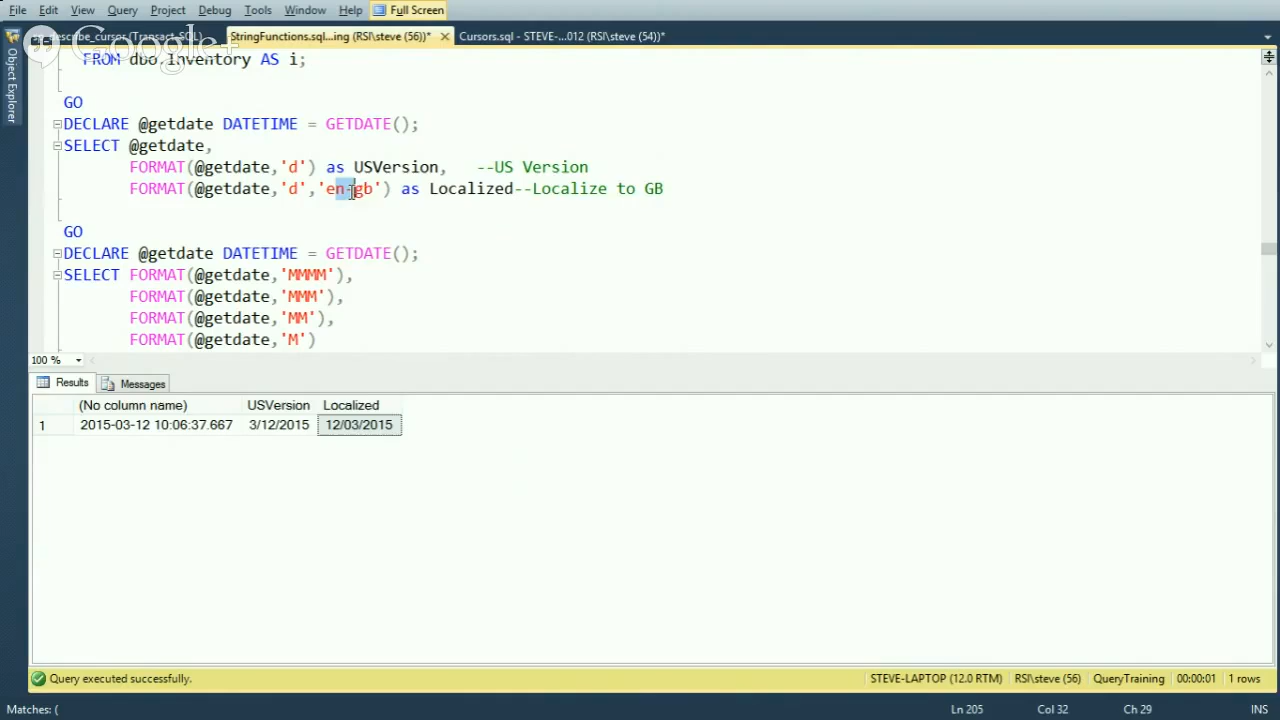 File Edit View Query Project Debug Tools Window Help Full Screen
Google+
sp_describe_cursor (Transact-SQL) StringFunctions.sql...ing (RSI\steve (56))* Cursors.sql - STEVE-...012 (RSI\steve (54))*
Object Explorer
FROM dbo.Inventory AS i;
GO
DECLARE @getdate DATETIME = GETDATE();
SELECT @getdate,
FORMAT(@getdate,'d') as USVersion, --US Version
FORMAT(@getdate,'d','en-gb') as Localized--Localize to GB
GO
DECLARE @getdate DATETIME = GETDATE();
SELECT FORMAT(@getdate,'MMMM'),
FORMAT(@getdate,'MMM'),
FORMAT(@getdate,'MM'),
FORMAT(@getdate,'M')
100 %
Results Messages
(No column name) USVersion Localized
1 2015-03-12 10:06:37.667 3/12/2015 12/03/2015
Query executed successfully. STEVE-LAPTOP (12.0 RTM) RSI\steve (56) QueryTraining 00:00:01 1 rows
Matches: ( Ln 205 Col 32 Ch 29 INS